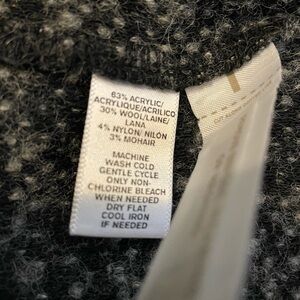 63% ACRYLIC/
ACRYLIQUE/ACRILICO
30% WOOL/LAINE/
LANA
4% NYLON/ NILÓN
3% MOHAIR
MACHINE
WASH COLD
GENTLE CYCLE
ONLY NON-
CHLORINE BLEACH
WHEN NEEDED
DRY FLAT
COOL IRON
IF NEEDED